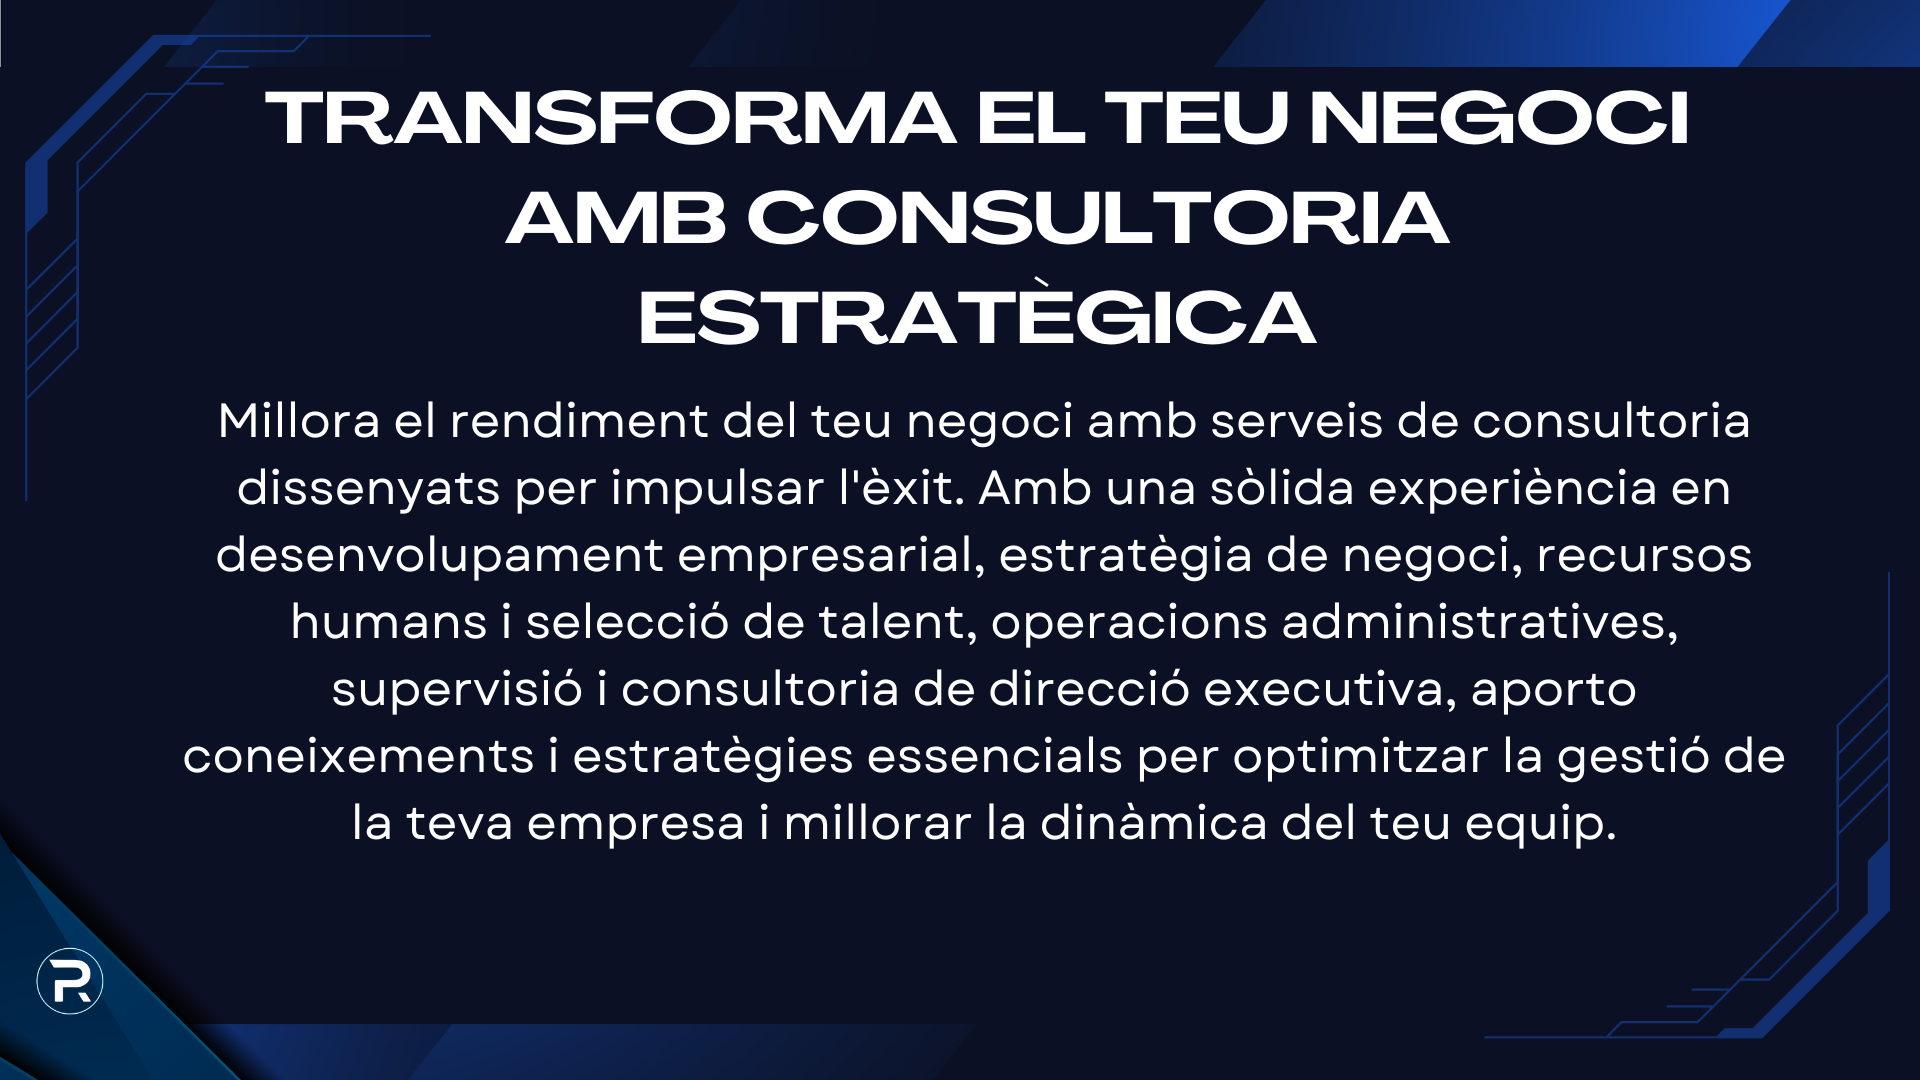 TRANSFORMA EL TEU NEGOCI
AMB CONSULTORIA
ESTRATÈGICA
Millora el rendiment del teu negoci amb serveis de consultoria
dissenyats per impulsar l'èxit. Amb una sòlida experiència en
desenvolupament empresarial, estratègia de negoci, recursos
humans i selecció de talent, operacions administratives,
supervisió i consultoria de direcció executiva, aporto
coneixements i estratègies essencials per optimitzar la gestió de
la teva empresa i millorar la dinàmica del teu equip.
R